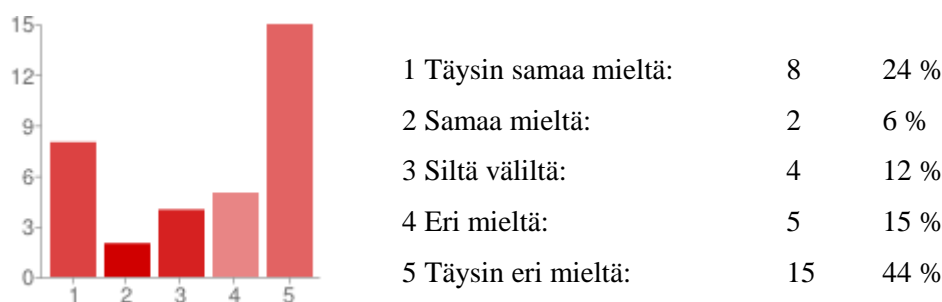 15
12
9
6
3
0
1 2 3 4 5
1 Täysin samaa mieltä: 8 24 %
2 Samaa mieltä: 2 6 %
3 Siltä väliltä: 4 12 %
4 Eri mieltä: 5 15 %
5 Täysin eri mieltä: 15 44 %